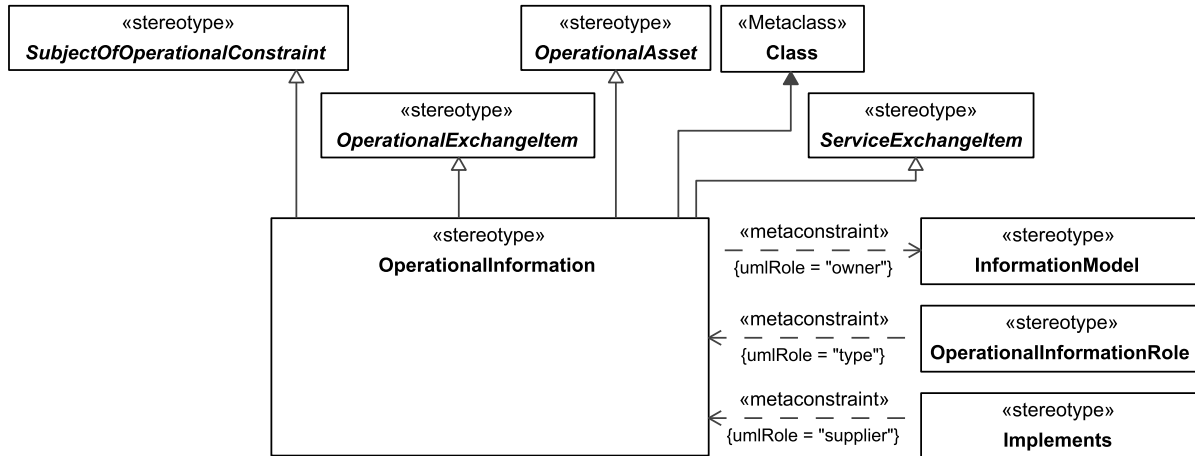 «stereotype»
SubjectOfOperationalConstraint
«stereotype»
OperationalAsset
«Metaclass»
Class
«stereotype»
OperationalExchangeItem
«stereotype»
ServiceExchangeItem
«stereotype»
OperationalInformation
«metaconstraint»
{umlRole = "owner"}
«stereotype»
InformationModel
«metaconstraint»
{umlRole = "type"}
«stereotype»
OperationalInformationRole
«metaconstraint»
{umlRole = "supplier"}
«stereotype»
Implements